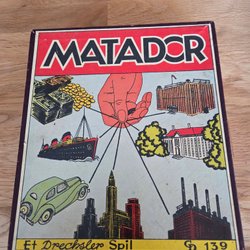 MATADOR
Et Drechsler Spil
139